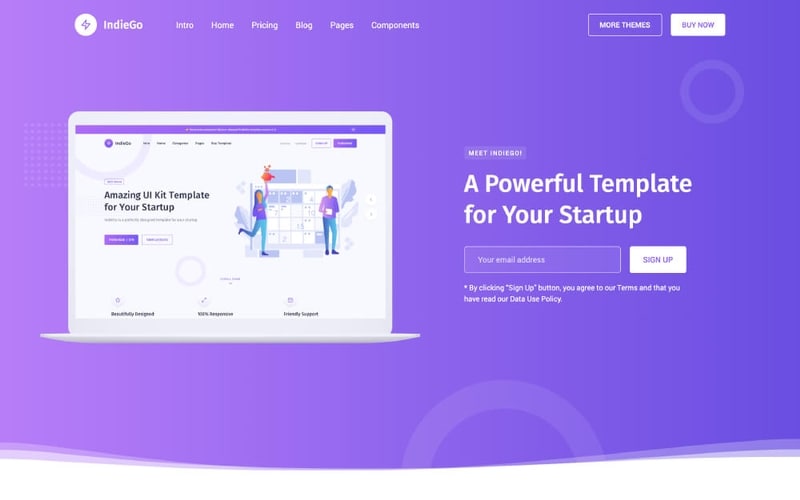 IndieGo
Intro Home Pricing Blog Pages Components
MORE THEMES
BUY NOW
IndieGo
Amazing UI Kit Template
for Your Startup
Beautifully Designed
100% Responsive
Friendly Support
MEET INDIEGO!
A Powerful Template
for Your Startup
Your email address
SIGN UP
* By clicking "Sign Up" button, you agree to our Terms and that you
have read our Data Use Policy.